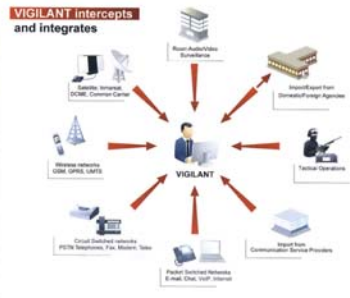 VIGILANT intercepts
and integrates
Room Audio/Video
Surveillance
Satellite, Inmarsat,
DCME, Common Carrier
Import/Export from
Domestic/Foreign Agencies
Wireless networks
GSM, GPRS, UMTS
VIGILANT
Tactical Operations
Circuit Switched networks
PSTN Telephones, Fax, Modem, Telex
Import from
Communication Service Providers
Packet Switched Networks
E-mail, Chat, VoIP, Internet